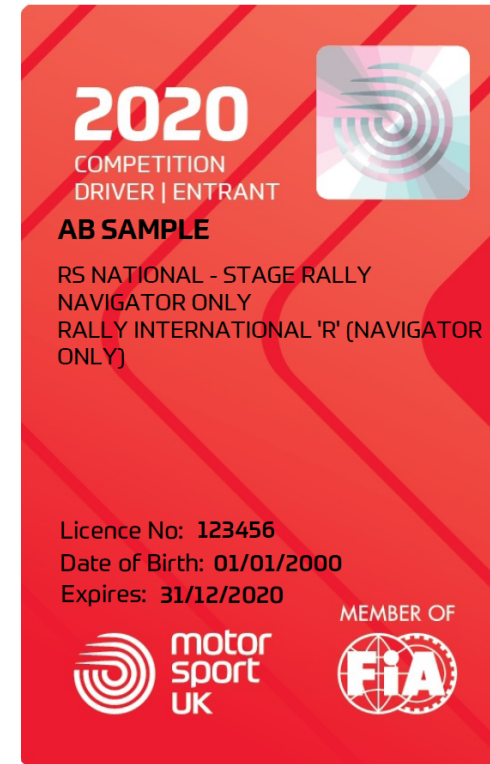 2020
COMPETITION
DRIVER | ENTRANT
AB SAMPLE
RS NATIONAL - STAGE RALLY
NAVIGATOR ONLY
RALLY INTERNATIONAL 'R' (NAVIGATOR
ONLY)
Licence No: 123456
Date of Birth: 01/01/2000
Expires: 31/12/2020
MEMBER OF
motor
sport
UK
FiA